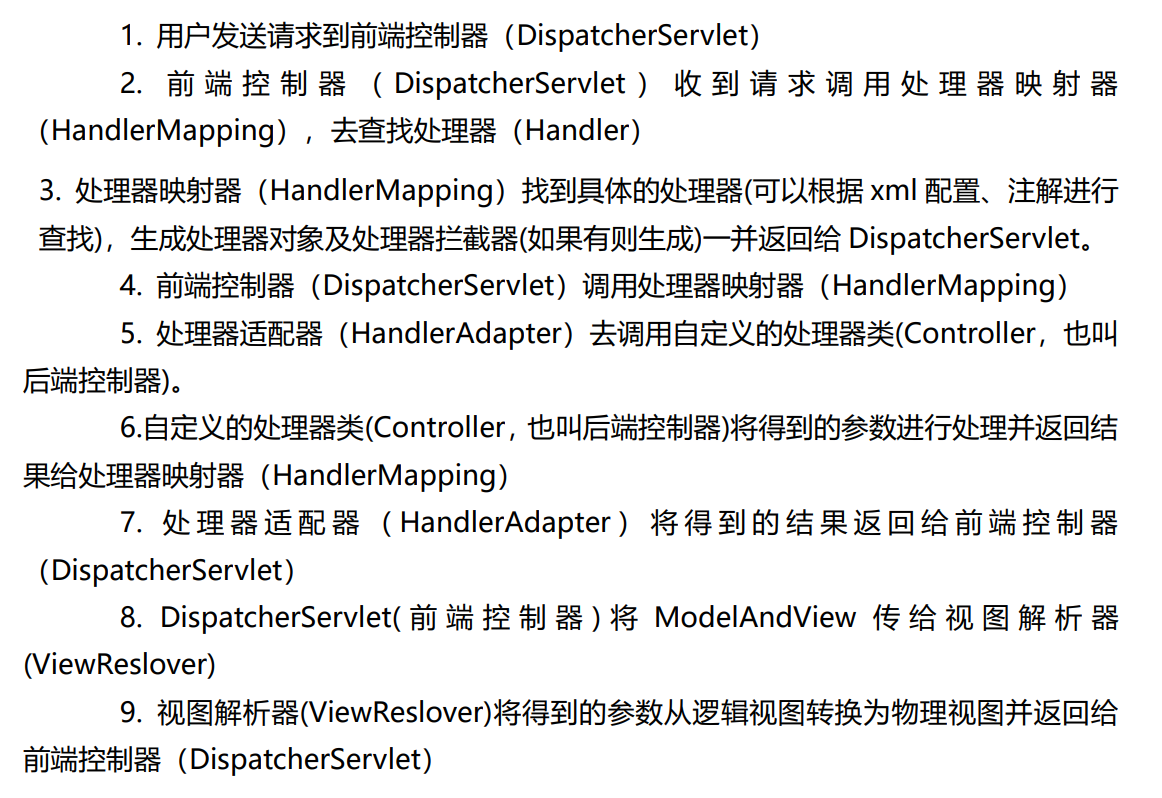 1. 用户发送请求到前端控制器（DispatcherServlet）
2. 前端控制器（DispatcherServlet）收到请求调用处理器映射器
（HandlerMapping），去查找处理器（Handler）
3. 处理器映射器（HandlerMapping）找到具体的处理器(可以根据 xml 配置、注解进行
查找)，生成处理器对象及处理器拦截器(如果有则生成)一并返回给 DispatcherServlet。
4. 前端控制器（DispatcherServlet）调用处理器映射器（HandlerMapping）
5. 处理器适配器（HandlerAdapter）去调用自定义的处理器类(Controller，也叫
后端控制器)。
6.自定义的处理器类(Controller，也叫后端控制器)将得到的参数进行处理并返回结
果给处理器映射器（HandlerMapping）
7. 处理器适配器（HandlerAdapter）将得到的结果返回给前端控制器
（DispatcherServlet）
8. DispatcherServlet(前端控制器)将 ModelAndView 传给视图解析器
(ViewReslover)
9. 视图解析器(ViewReslover)将得到的参数从逻辑视图转换为物理视图并返回给
前端控制器（DispatcherServlet）